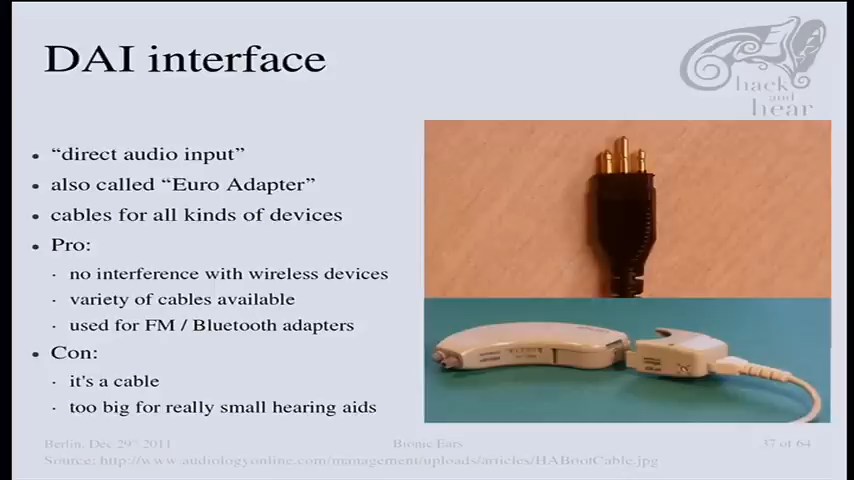 DAI interface
hack
and
hear
• "direct audio input"
• also called "Euro Adapter"
• cables for all kinds of devices
• Pro:
· no interference with wireless devices
· variety of cables available
· used for FM / Bluetooth adapters
• Con:
· it's a cable
· too big for really small hearing aids
Berlin, Dec 29th 2011 Bionic Ears 37 of 64
Source: http://www.audiologyonline.com/management/uploads/articles/HABootCable.jpg